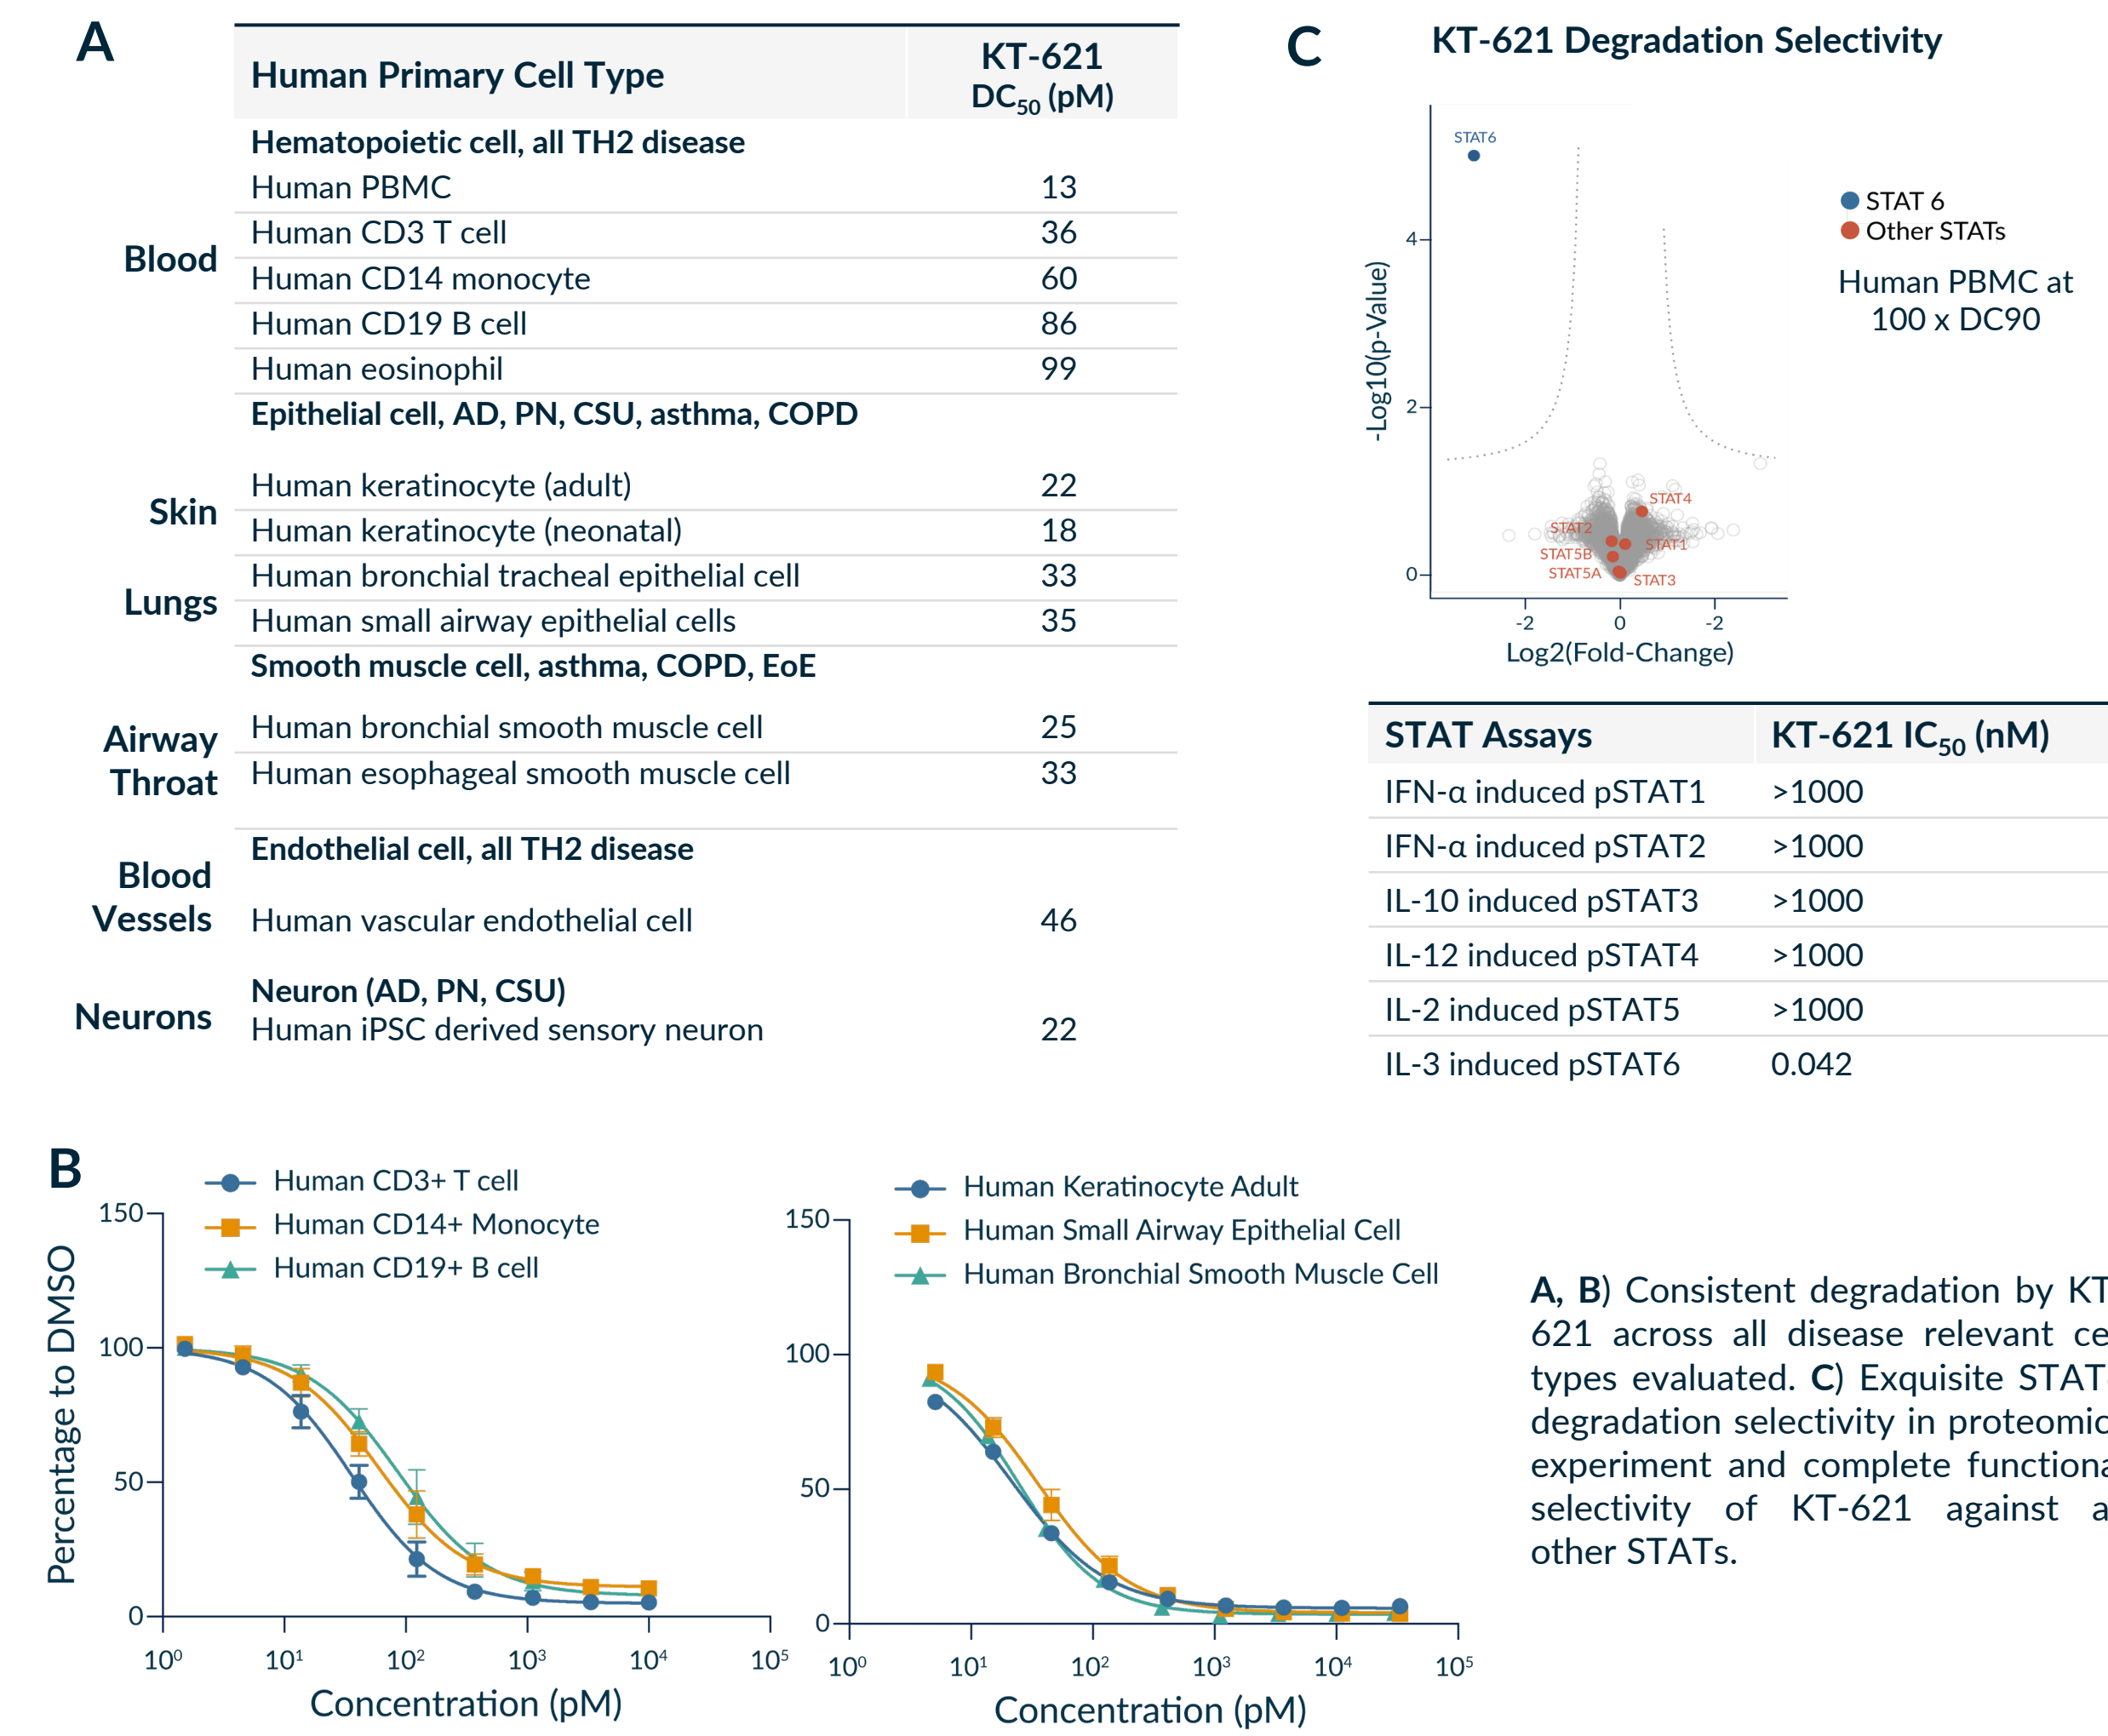 A
Human Primary Cell Type
KT-621
DC50 (pM)
Blood
Hematopoietic cell, all TH2 disease
Human PBMC 13
Human CD3 T cell 36
Human CD14 monocyte 60
Human CD19 B cell 86
Human eosinophil 99
Epithelial cell, AD, PN, CSU, asthma, COPD
Skin
Human keratinocyte (adult) 22
Human keratinocyte (neonatal) 18
Lungs
Human bronchial tracheal epithelial cell 33
Human small airway epithelial cells 35
Smooth muscle cell, asthma, COPD, EoE
Airway
Throat
Human bronchial smooth muscle cell 25
Human esophageal smooth muscle cell 33
Blood
Vessels
Endothelial cell, all TH2 disease
Human vascular endothelial cell 46
Neurons
Neuron (AD, PN, CSU)
Human iPSC derived sensory neuron 22
C
KT-621 Degradation Selectivity
STAT6
STAT 6
Other STATs
Human PBMC at
100 x DC90
-Log10(p-Value)
4
2
0
STAT4
STAT2
STAT1
STAT5B
STAT5A
STAT3
-2 0 -2
Log2(Fold-Change)
STAT Assays KT-621 IC50 (nM)
IFN-α induced pSTAT1 >1000
IFN-α induced pSTAT2 >1000
IL-10 induced pSTAT3 >1000
IL-12 induced pSTAT4 >1000
IL-2 induced pSTAT5 >1000
IL-3 induced pSTAT6 0.042
B
Human CD3+ T cell
Human CD14+ Monocyte
Human CD19+ B cell
Percentage to DMSO
150
100
50
0
10⁰ 10¹ 10² 10³ 10⁴ 10⁵
Concentration (pM)
Human Keratinocyte Adult
Human Small Airway Epithelial Cell
Human Bronchial Smooth Muscle Cell
150
100
50
0
10⁰ 10¹ 10² 10³ 10⁴ 10⁵
Concentration (pM)
A, B) Consistent degradation by KT
621 across all disease relevant ce
types evaluated. C) Exquisite STAT
degradation selectivity in proteomic
experiment and complete functiona
selectivity of KT-621 against a
other STATs.